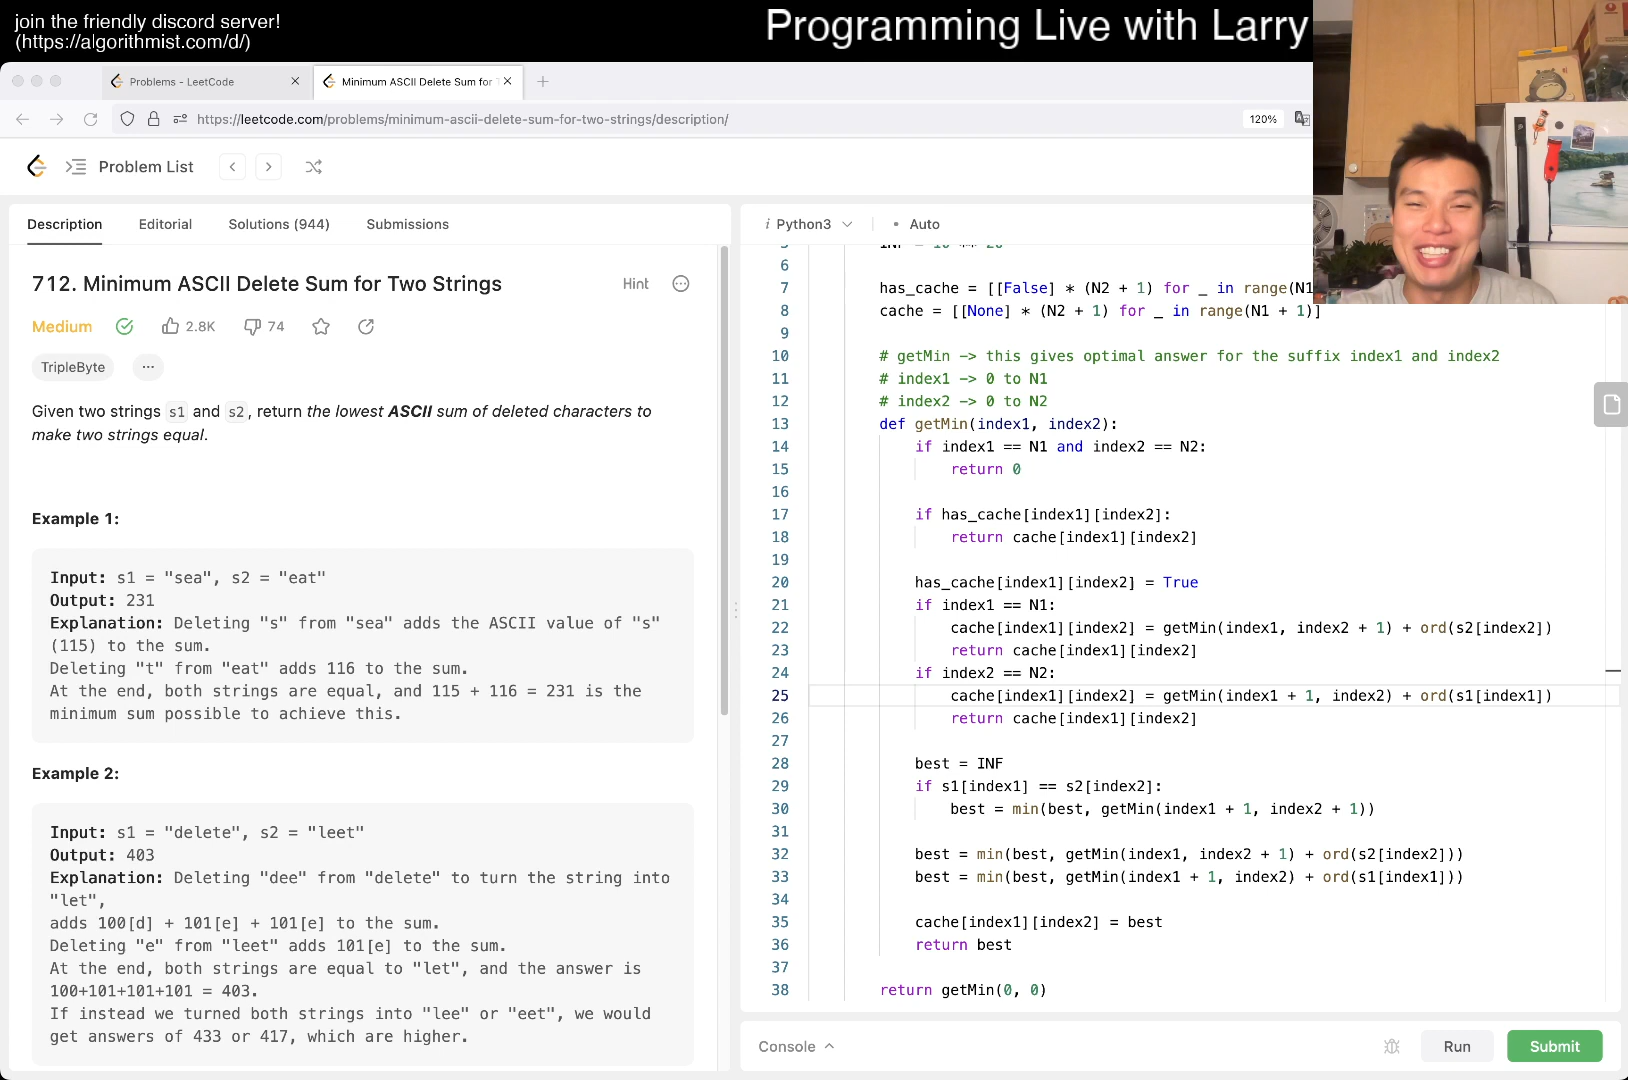 join the friendly discord server!
(https://algorithmist.com/d/)
Programming Live with Larry
Problems - LeetCode
Minimum ASCII Delete Sum for
https://leetcode.com/problems/minimum-ascii-delete-sum-for-two-strings/description/
120%
Problem List
Description
Editorial
Solutions (944)
Submissions
712. Minimum ASCII Delete Sum for Two Strings
Hint
Medium
2.8K
74
TripleByte
Given two strings s1 and s2, return the lowest ASCII sum of deleted characters to
make two strings equal.
Example 1:
Input: s1 = "sea", s2 = "eat"
Output: 231
Explanation: Deleting "s" from "sea" adds the ASCII value of "s"
(115) to the sum.
Deleting "t" from "eat" adds 116 to the sum.
At the end, both strings are equal, and 115 + 116 = 231 is the
minimum sum possible to achieve this.
Example 2:
Input: s1 = "delete", s2 = "leet"
Output: 403
Explanation: Deleting "dee" from "delete" to turn the string into
"let",
adds 100[d] + 101[e] + 101[e] to the sum.
Deleting "e" from "leet" adds 101[e] to the sum.
At the end, both strings are equal to "let", and the answer is
100+101+101+101 = 403.
If instead we turned both strings into "lee" or "eet", we would
get answers of 433 or 417, which are higher.
i Python3
Auto
6
7 has_cache = [[False] * (N2 + 1) for _ in range(N1
8 cache = [[None] * (N2 + 1) for _ in range(N1 + 1)]
9
10 # getMin -> this gives optimal answer for the suffix index1 and index2
11 # index1 -> 0 to N1
12 # index2 -> 0 to N2
13 def getMin(index1, index2):
14 if index1 == N1 and index2 == N2:
15 return 0
16
17 if has_cache[index1][index2]:
18 return cache[index1][index2]
19
20 has_cache[index1][index2] = True
21 if index1 == N1:
22 cache[index1][index2] = getMin(index1, index2 + 1) + ord(s2[index2])
23 return cache[index1][index2]
24 if index2 == N2:
25 cache[index1][index2] = getMin(index1 + 1, index2) + ord(s1[index1])
26 return cache[index1][index2]
27
28 best = INF
29 if s1[index1] == s2[index2]:
30 best = min(best, getMin(index1 + 1, index2 + 1))
31
32 best = min(best, getMin(index1, index2 + 1) + ord(s2[index2]))
33 best = min(best, getMin(index1 + 1, index2) + ord(s1[index1]))
34
35 cache[index1][index2] = best
36 return best
37
38 return getMin(0, 0)
Console
Run
Submit